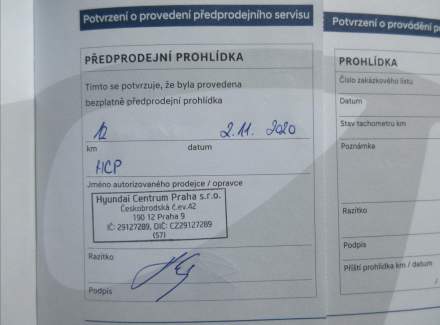 Potvrzení o provedení předprodejního servisu
PŘEDPRODEJNÍ PROHLÍDKA
Tímto se potvrzuje, že byla provedena
bezplatně předprodejní prohlídka
12 2.11. 2020
km datum
HCP
Jméno autorizovaného prodejce / opravce
Hyundai Centrum Praha s.r.o.
Českobrodská č.ev.42
190 12 Praha 9
IČ: 29127289, DIČ: CZ29127289
(57)
Razítko
Podpis
Potvrzení o provádění
PROHLÍDKA
Číslo zakázkového listu
Datum
Stav tachometru km
Poznámka
Razítko
Podpis
Příští prohlídka km / datum